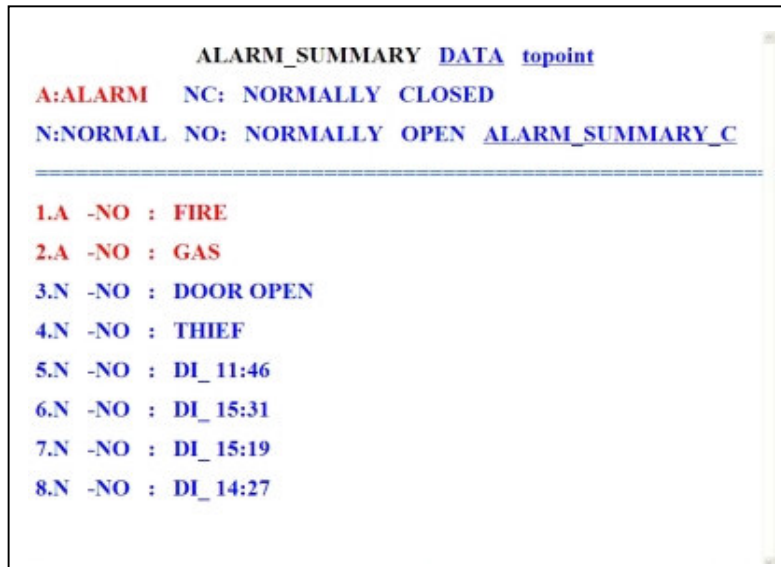 ALARM_SUMMARY DATA topoint
A:ALARM NC: NORMALLY CLOSED
N:NORMAL NO: NORMALLY OPEN ALARM_SUMMARY_C
============================================================
1.A -NO : FIRE
2.A -NO : GAS
3.N -NO : DOOR OPEN
4.N -NO : THIEF
5.N -NO : DI_ 11:46
6.N -NO : DI_ 15:31
7.N -NO : DI_ 15:19
8.N -NO : DI_ 14:27